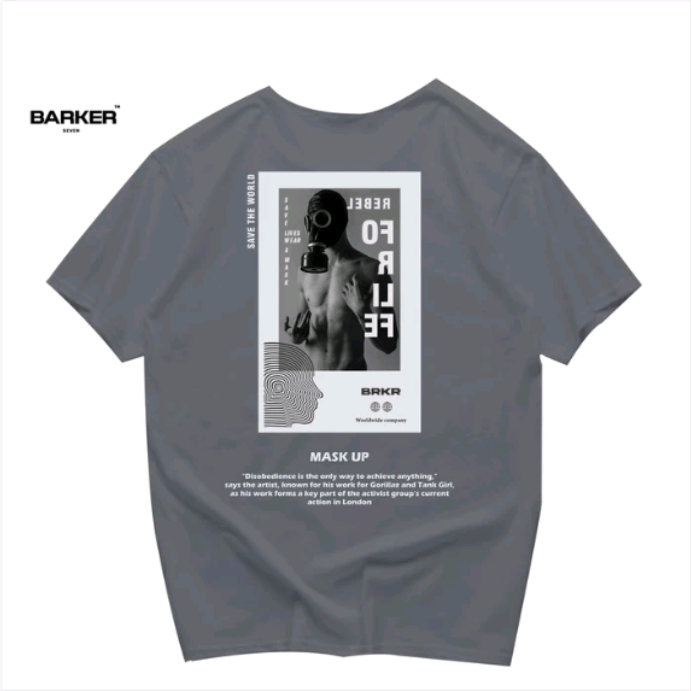 BARKER™
SEVEN
SAVE THE WORLD
SAVE
LIVES
WEAR
A MASK
REBEL
FO
R
LI
FE
BRKR
Worldwide company
MASK UP
"Disobedience is the only way to achieve anything,"
says the artist, known for his work for Gorillaz and Tank Girl,
as his work forms a key part of the activist group's current
action in London